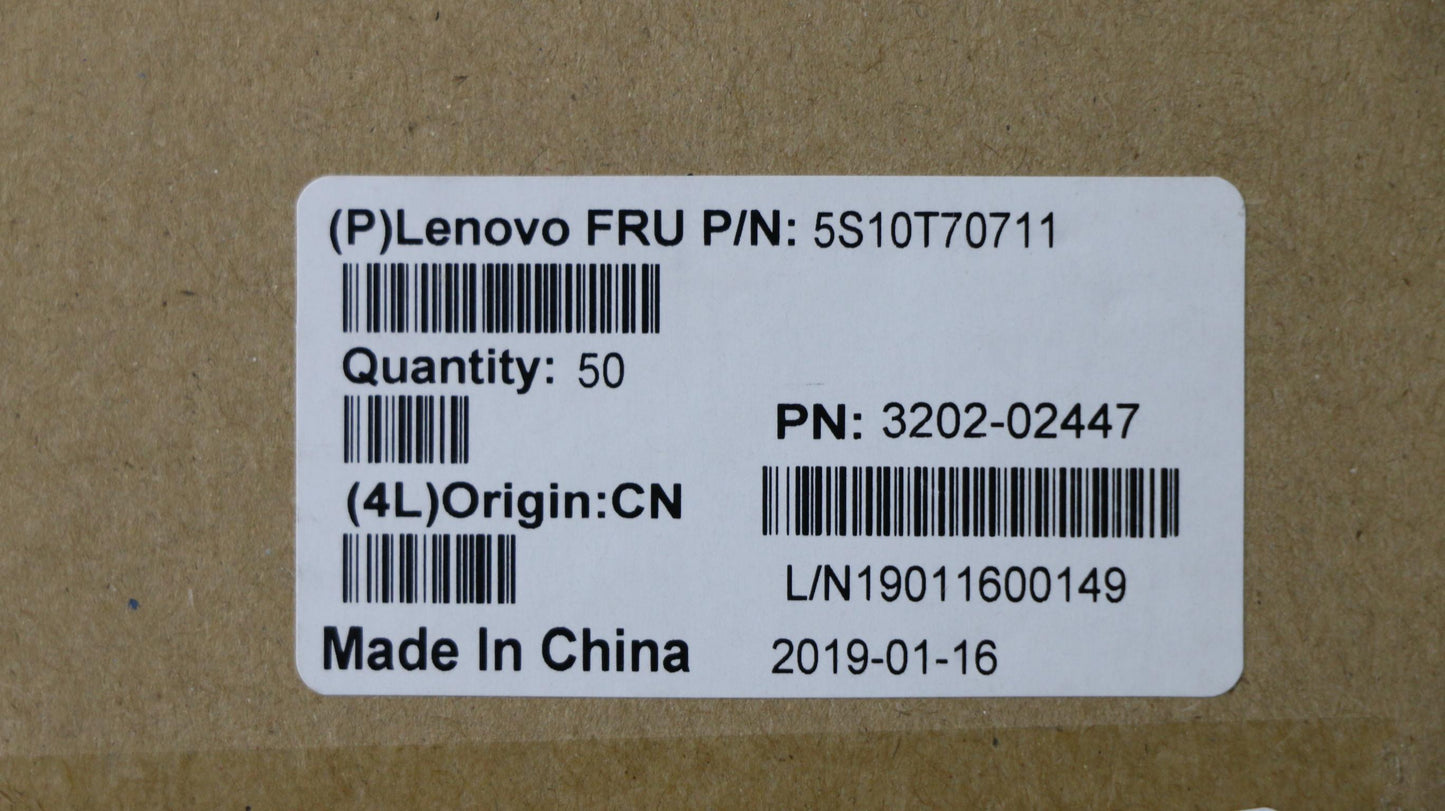 (P)Lenovo FRU P/N: 5S10T70711
Quantity: 50
PN: 3202-02447
(4L)Origin:CN
L/N19011600149
Made In China
2019-01-16